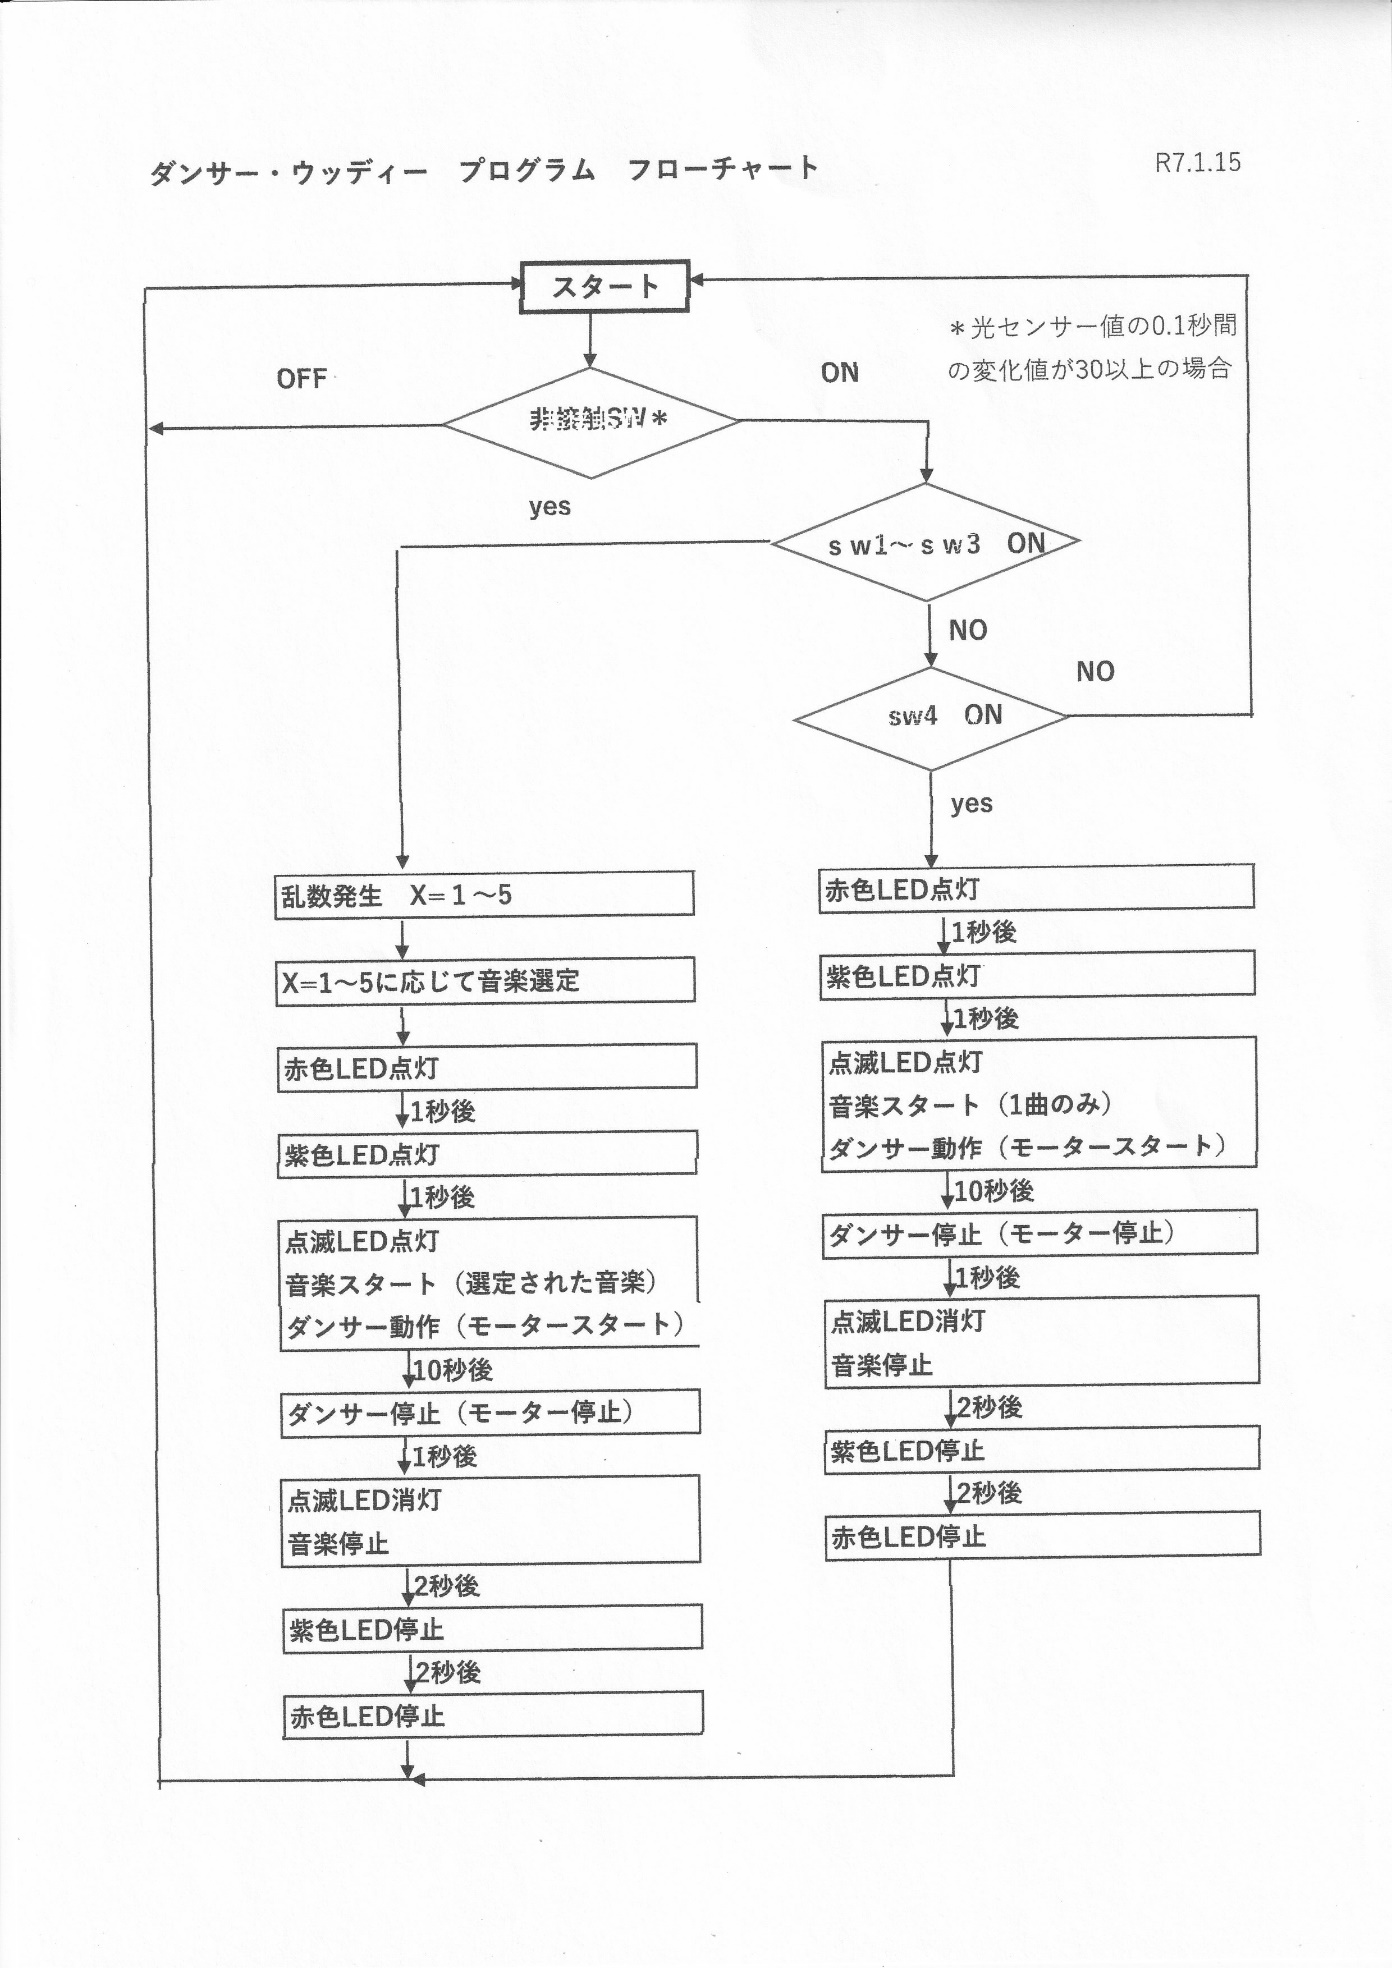 ダンサー・ウッディー　プログラム　フローチャート
R7.1.15
スタート
＊光センサー値の0.1秒間
の変化値が30以上の場合
OFF
ON
非接触SW＊
yes
ｓw1～ｓw3　ON
NO
NO
sw4　ON
yes
乱数発生　X=１～5
X=1～5に応じて音楽選定
赤色LED点灯
1秒後
紫色LED点灯
1秒後
点滅LED点灯
音楽スタート（選定された音楽）
ダンサー動作（モータースタート）
10秒後
ダンサー停止（モーター停止）
1秒後
点滅LED消灯
音楽停止
2秒後
紫色LED停止
2秒後
赤色LED停止
赤色LED点灯
1秒後
紫色LED点灯
1秒後
点滅LED点灯
音楽スタート（1曲のみ）
ダンサー動作（モータースタート）
10秒後
ダンサー停止（モーター停止）
1秒後
点滅LED消灯
音楽停止
2秒後
紫色LED停止
2秒後
赤色LED停止